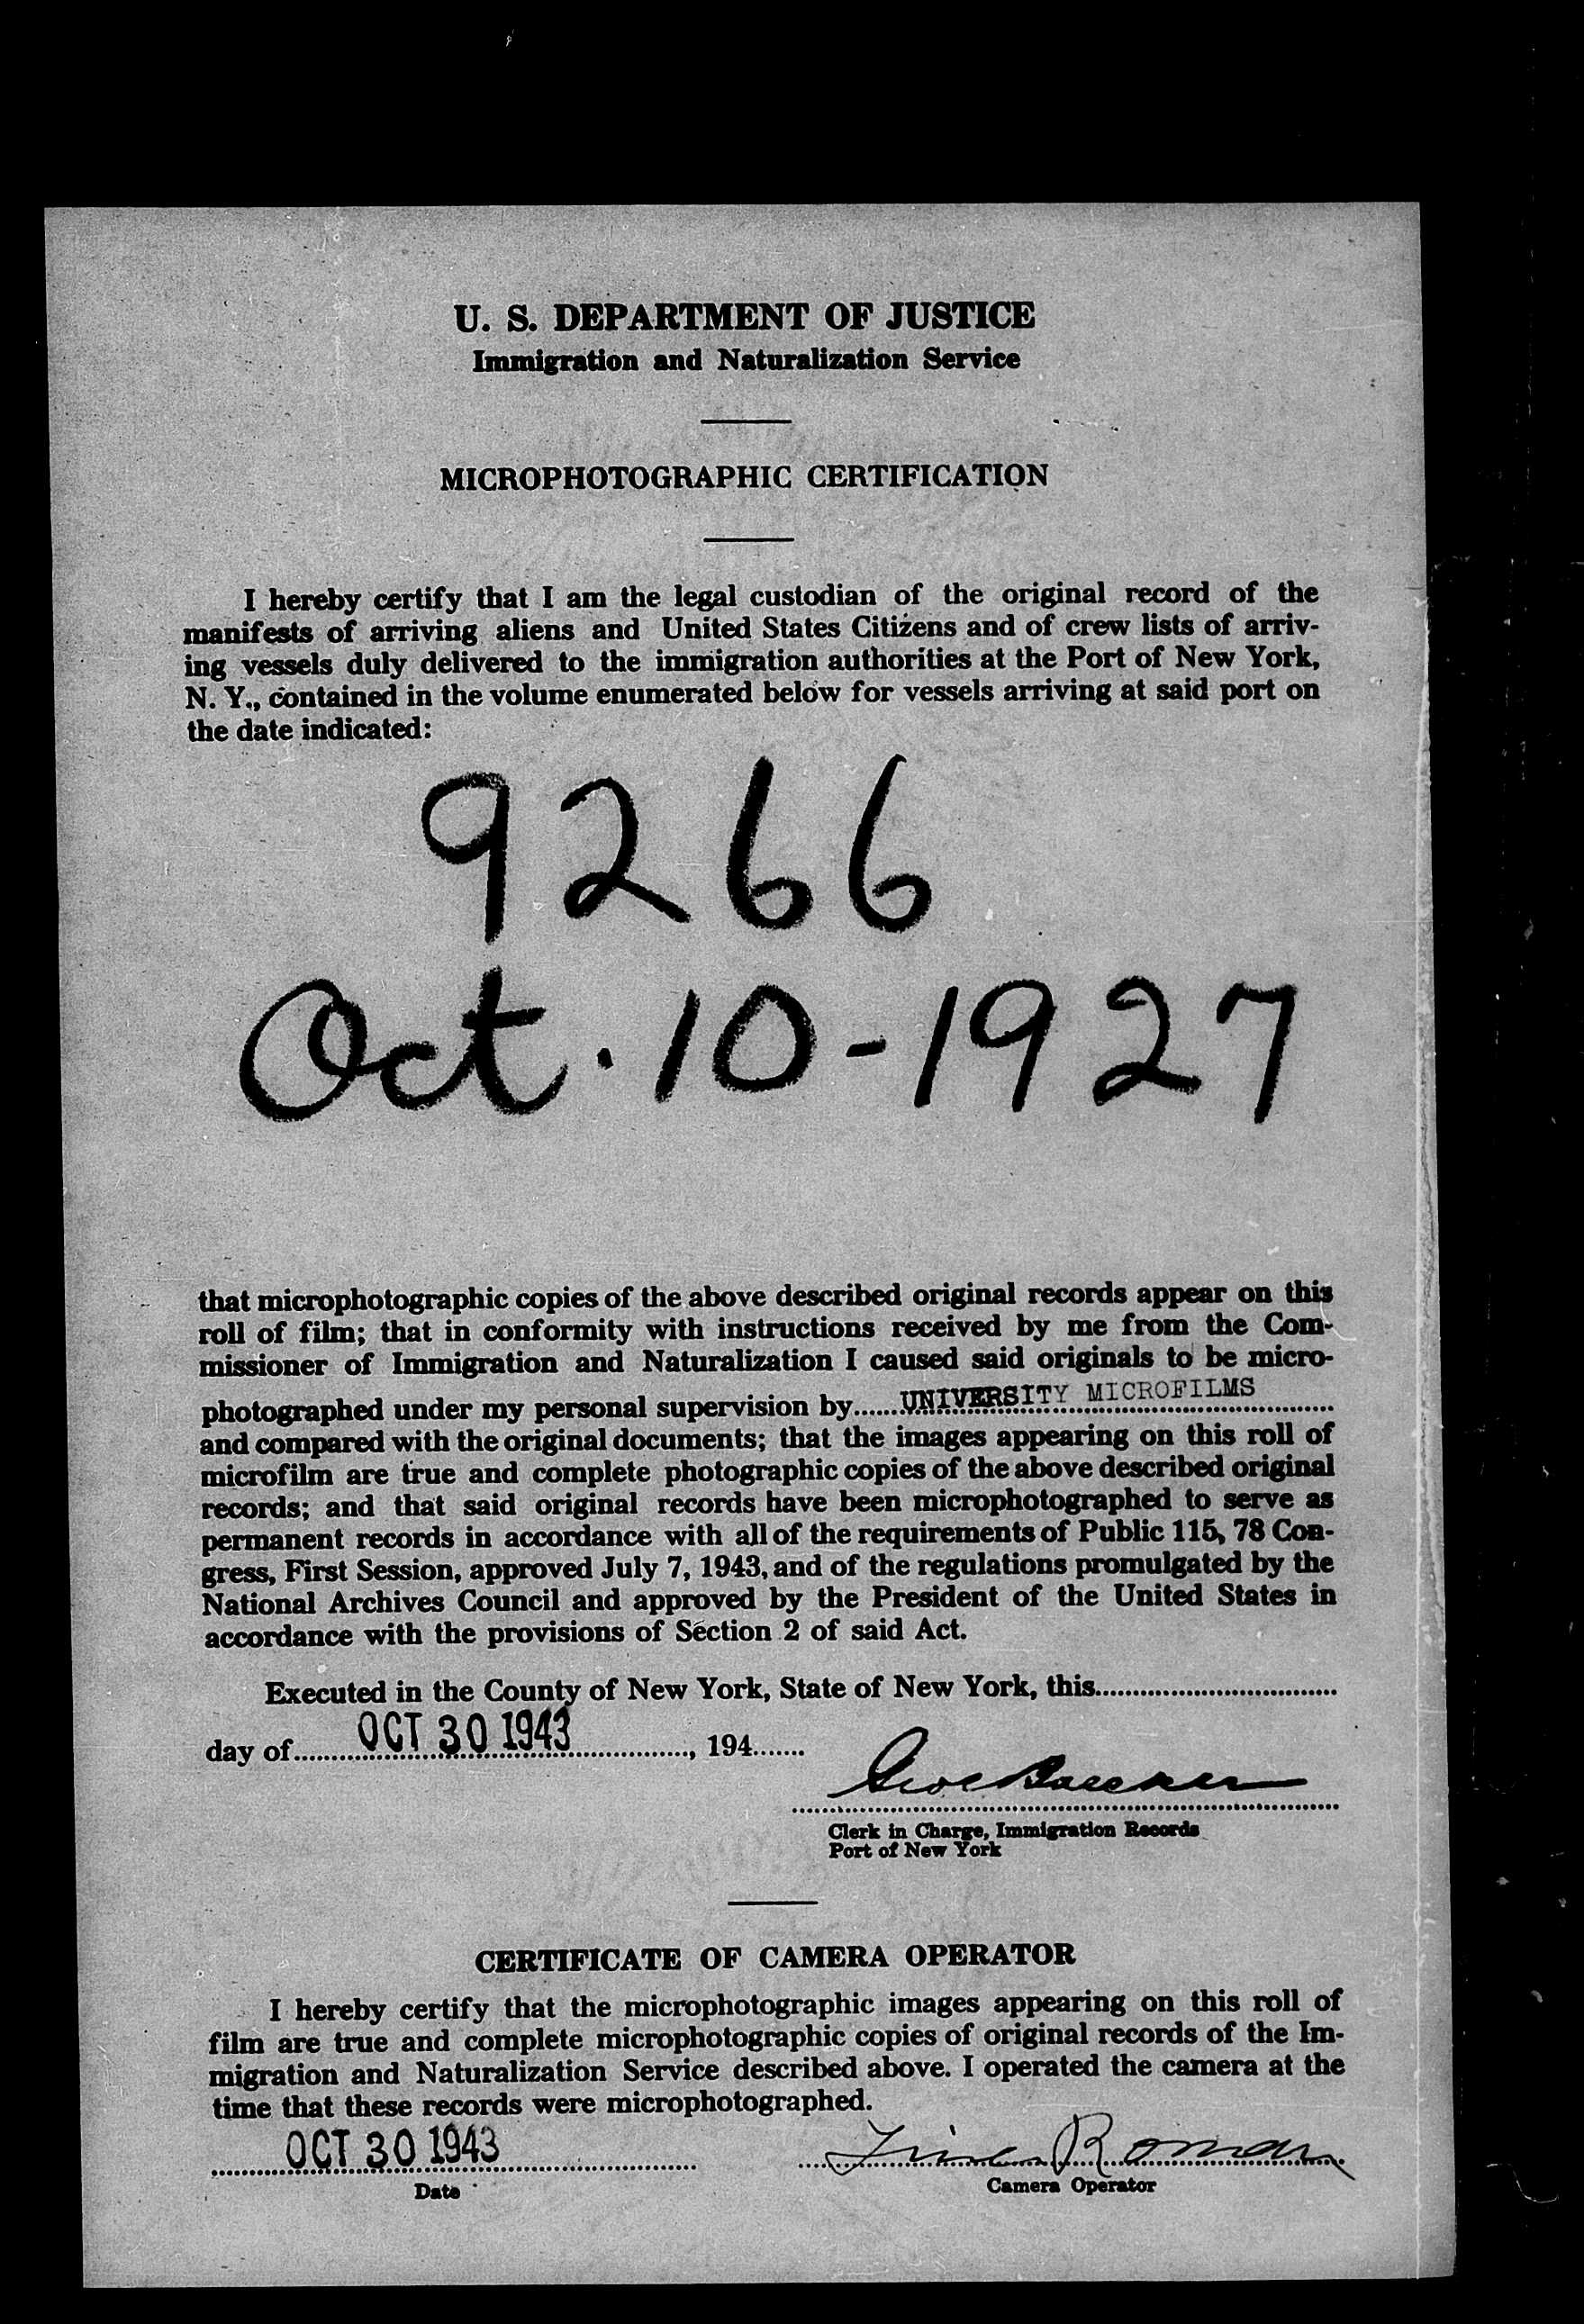 U. S. DEPARTMENT OF JUSTICE
Immigration and Naturalization Service
MICROPHOTOGRAPHIC CERTIFICATION
I hereby certify that I am the legal custodian of the original record of the
manifests of arriving aliens and United States Citizens and of crew lists of arriv-
ing vessels duly delivered to the immigration authorities at the Port of New York,
N. Y., contained in the volume enumerated below for vessels arriving at said port on
the date indicated:
9266
Oct. 10-1927
that microphotographic copies of the above described original records appear on this
roll of film; that in conformity with instructions received by me from the Com-
missioner of Immigration and Naturalization I caused said originals to be micro-
photographed under my personal supervision by......UNIVERSITY MICROFILMS
and compared with the original documents; that the images appearing on this roll of
microfilm are true and complete photographic copies of the above described original
records; and that said original records have been microphotographed to serve as
permanent records in accordance with all of the requirements of Public 115, 78 Con-
gress, First Session, approved July 7, 1943, and of the regulations promulgated by the
National Archives Council and approved by the President of the United States in
accordance with the provisions of Section 2 of said Act.
Executed in the County of New York, State of New York, this
day of OCT 30 1943, 194
Clerk in Charge, Immigration Records
Port of New York
CERTIFICATE OF CAMERA OPERATOR
I hereby certify that the microphotographic images appearing on this roll of
film are true and complete microphotographic copies of original records of the Im-
migration and Naturalization Service described above. I operated the camera at the
time that these records were microphotographed.
OCT 30 1943 Roman
Date Camera Operator